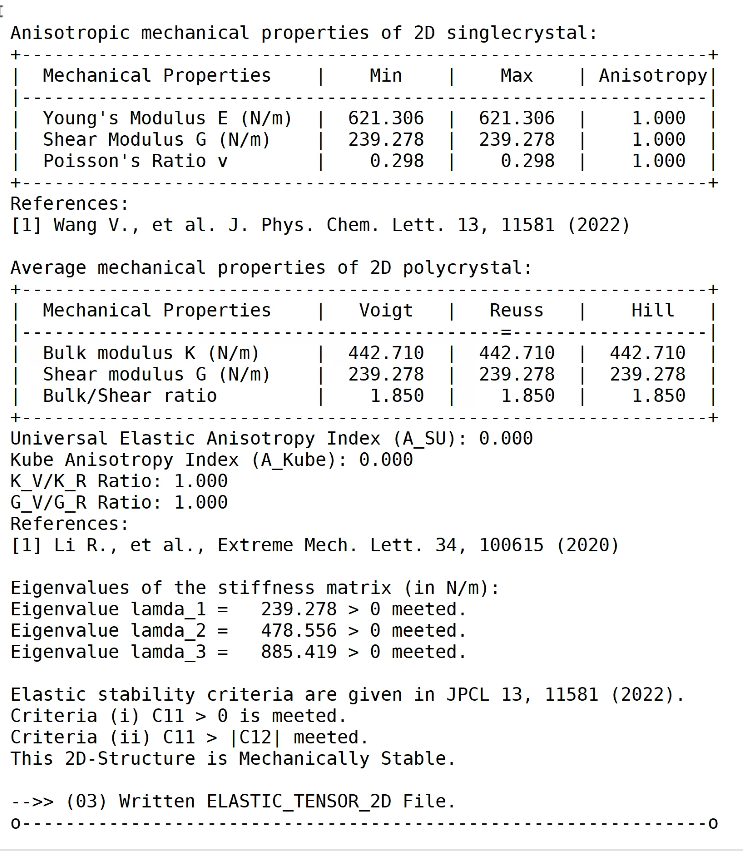 Anisotropic mechanical properties of 2D singlecrystal:
+---------------------------------------------------------------+
|  Mechanical Properties    |    Min    |    Max    | Anisotropy|
|---------------------------------------------------------------|
|  Young's Modulus E (N/m)  |  621.306  |  621.306  |    1.000  |
|  Shear Modulus G (N/m)    |  239.278  |  239.278  |    1.000  |
|  Poisson's Ratio v        |    0.298  |    0.298  |    1.000  |
+---------------------------------------------------------------+
References:
[1] Wang V., et al. J. Phys. Chem. Lett. 13, 11581 (2022)
Average mechanical properties of 2D polycrystal:
+---------------------------------------------------------------+
|  Mechanical Properties    |   Voigt   |   Reuss   |    Hill   |
|--------------------------------------------=------------------|
|  Bulk modulus K (N/m)     |  442.710  |  442.710  |  442.710  |
|  Shear modulus G (N/m)    |  239.278  |  239.278  |  239.278  |
|  Bulk/Shear ratio         |    1.850  |    1.850  |    1.850  |
+---------------------------------------------------------------+
Universal Elastic Anisotropy Index (A_SU): 0.000
Kube Anisotropy Index (A_Kube): 0.000
K_V/K_R Ratio: 1.000
G_V/G_R Ratio: 1.000
References:
[1] Li R., et al., Extreme Mech. Lett. 34, 100615 (2020)
Eigenvalues of the stiffness matrix (in N/m):
Eigenvalue lamda_1 =   239.278 > 0 meeted.
Eigenvalue lamda_2 =   478.556 > 0 meeted.
Eigenvalue lamda_3 =   885.419 > 0 meeted.
Elastic stability criteria are given in JPCL 13, 11581 (2022).
Criteria (i) C11 > 0 is meeted.
Criteria (ii) C11 > |C12| meeted.
This 2D-Structure is Mechanically Stable.
-->> (03) Written ELASTIC_TENSOR_2D File.
o---------------------------------------------------------------o